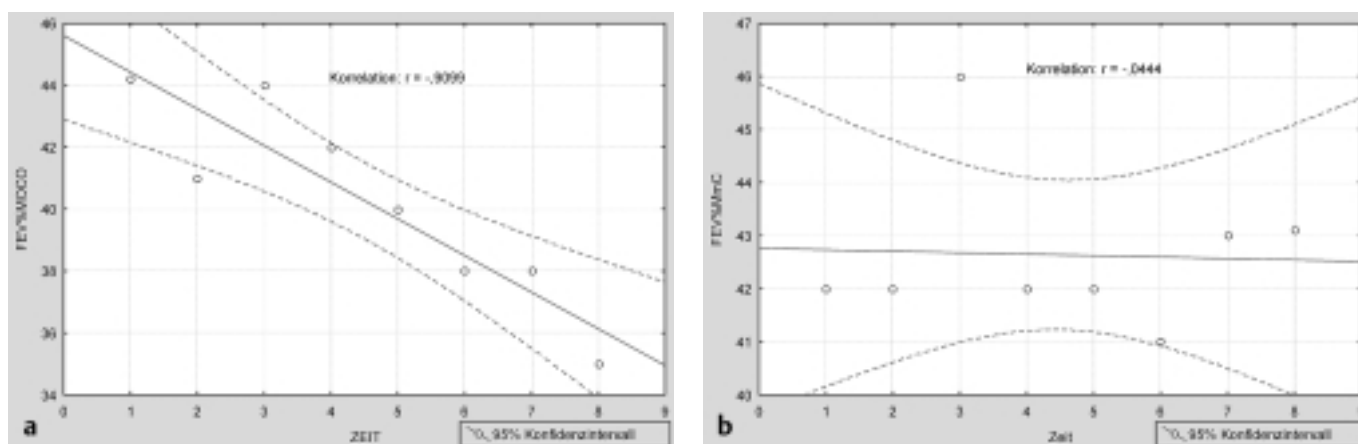 46
44
42
40
38
36
34
FEV%MOCO
Korrelation: r = -,9099
0 1 2 3 4 5 6 7 8 9
ZEIT
95% Konfidenzintervall
a
47
46
45
44
43
42
41
40
Korrelation: r = -,0444
0 1 2 3 4 5 6 7 8 9
Zeit
95% Konfidenzintervall
b